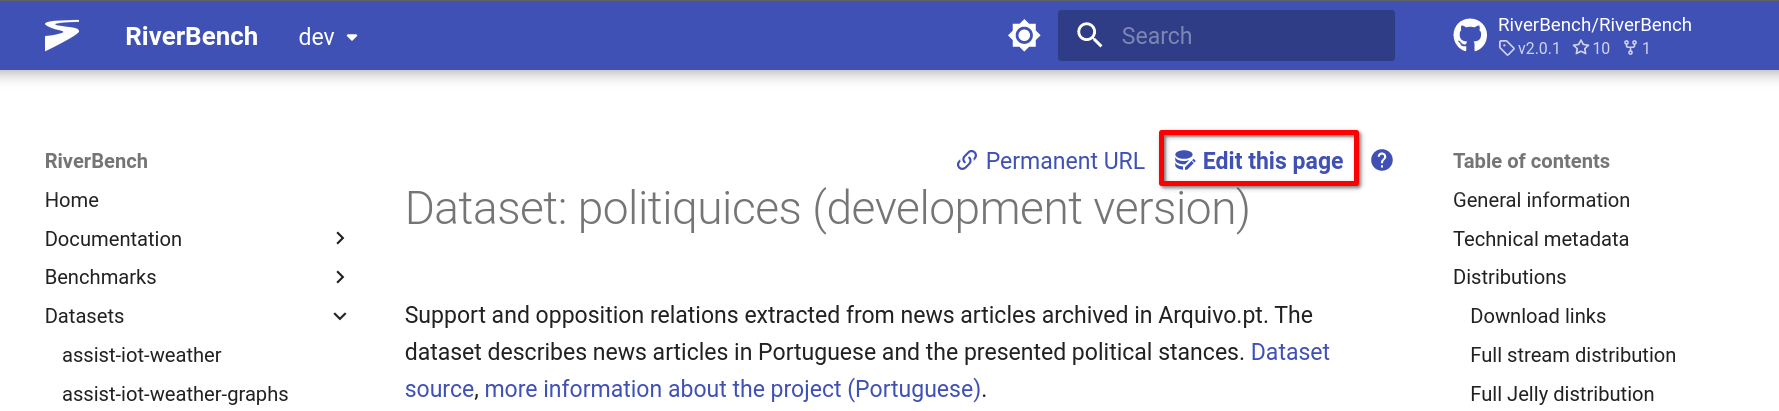 RiverBench
dev
Search
RiverBench/RiverBench
v2.0.1 10 1
RiverBench
Home
Documentation
Benchmarks
Datasets
assist-iot-weather
assist-iot-weather-graphs
Permanent URL
Edit this page
?
Dataset: politiquices (development version)
Support and opposition relations extracted from news articles archived in Arquivo.pt. The
dataset describes news articles in Portuguese and the presented political stances. Dataset
source, more information about the project (Portuguese).
Table of contents
General information
Technical metadata
Distributions
Download links
Full stream distribution
Full Jelly distribution